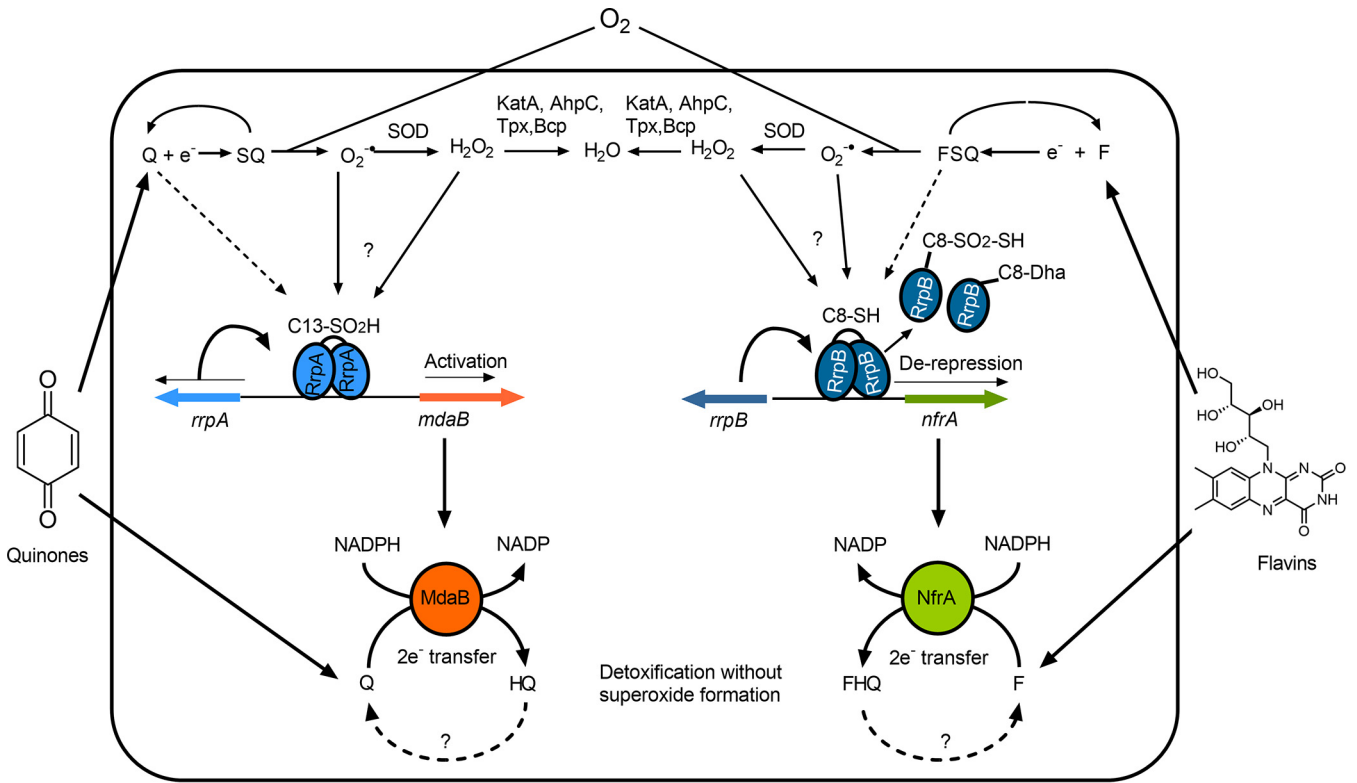 O₂
KatA, AhpC,
Tpx,Bcp
KatA, AhpC,
Tpx,Bcp
Q + e⁻
SQ
O₂⁻•
SOD
H₂O₂
H₂O
H₂O₂
SOD
O₂⁻•
FSQ
e⁻ + F
?
?
C8-SO₂-SH
C8-Dha
RrpB
RrpB
C13-SO₂H
C8-SH
RrpA
RrpA
Activation
RrpB
RrpB
De-repression
rrpA
mdaB
rrpB
nfrA
HO
HO
OH
HO
N
N
O
N
NH
O
O
O
Quinones
Flavins
NADPH
NADP
NADP
NADPH
MdaB
NfrA
2e⁻ transfer
2e⁻ transfer
Q
HQ
Detoxification without
superoxide formation
FHQ
F
?
?